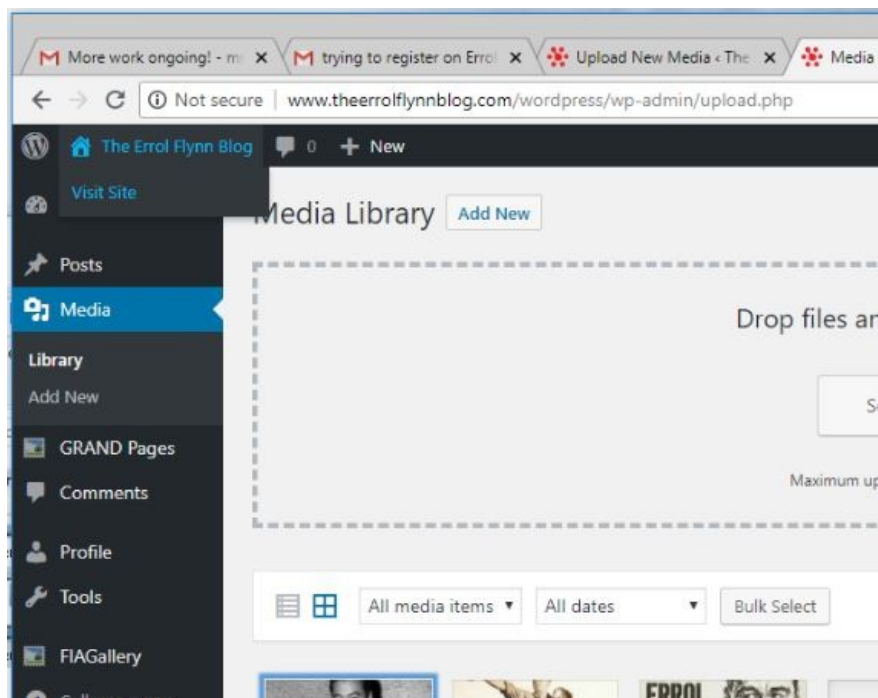 More work ongoing! - m
trying to register on Errol
Upload New Media ‹ The
Media
Not secure | www.theerrolflynnblog.com/wordpress/wp-admin/upload.php
The Errol Flynn Blog 0 + New
Visit Site
Media Library Add New
Posts
Media
Drop files an
Library
Add New
S
GRAND Pages
Comments
Maximum up
Profile
Tools
All media items All dates Bulk Select
FIAGallery
ERROL